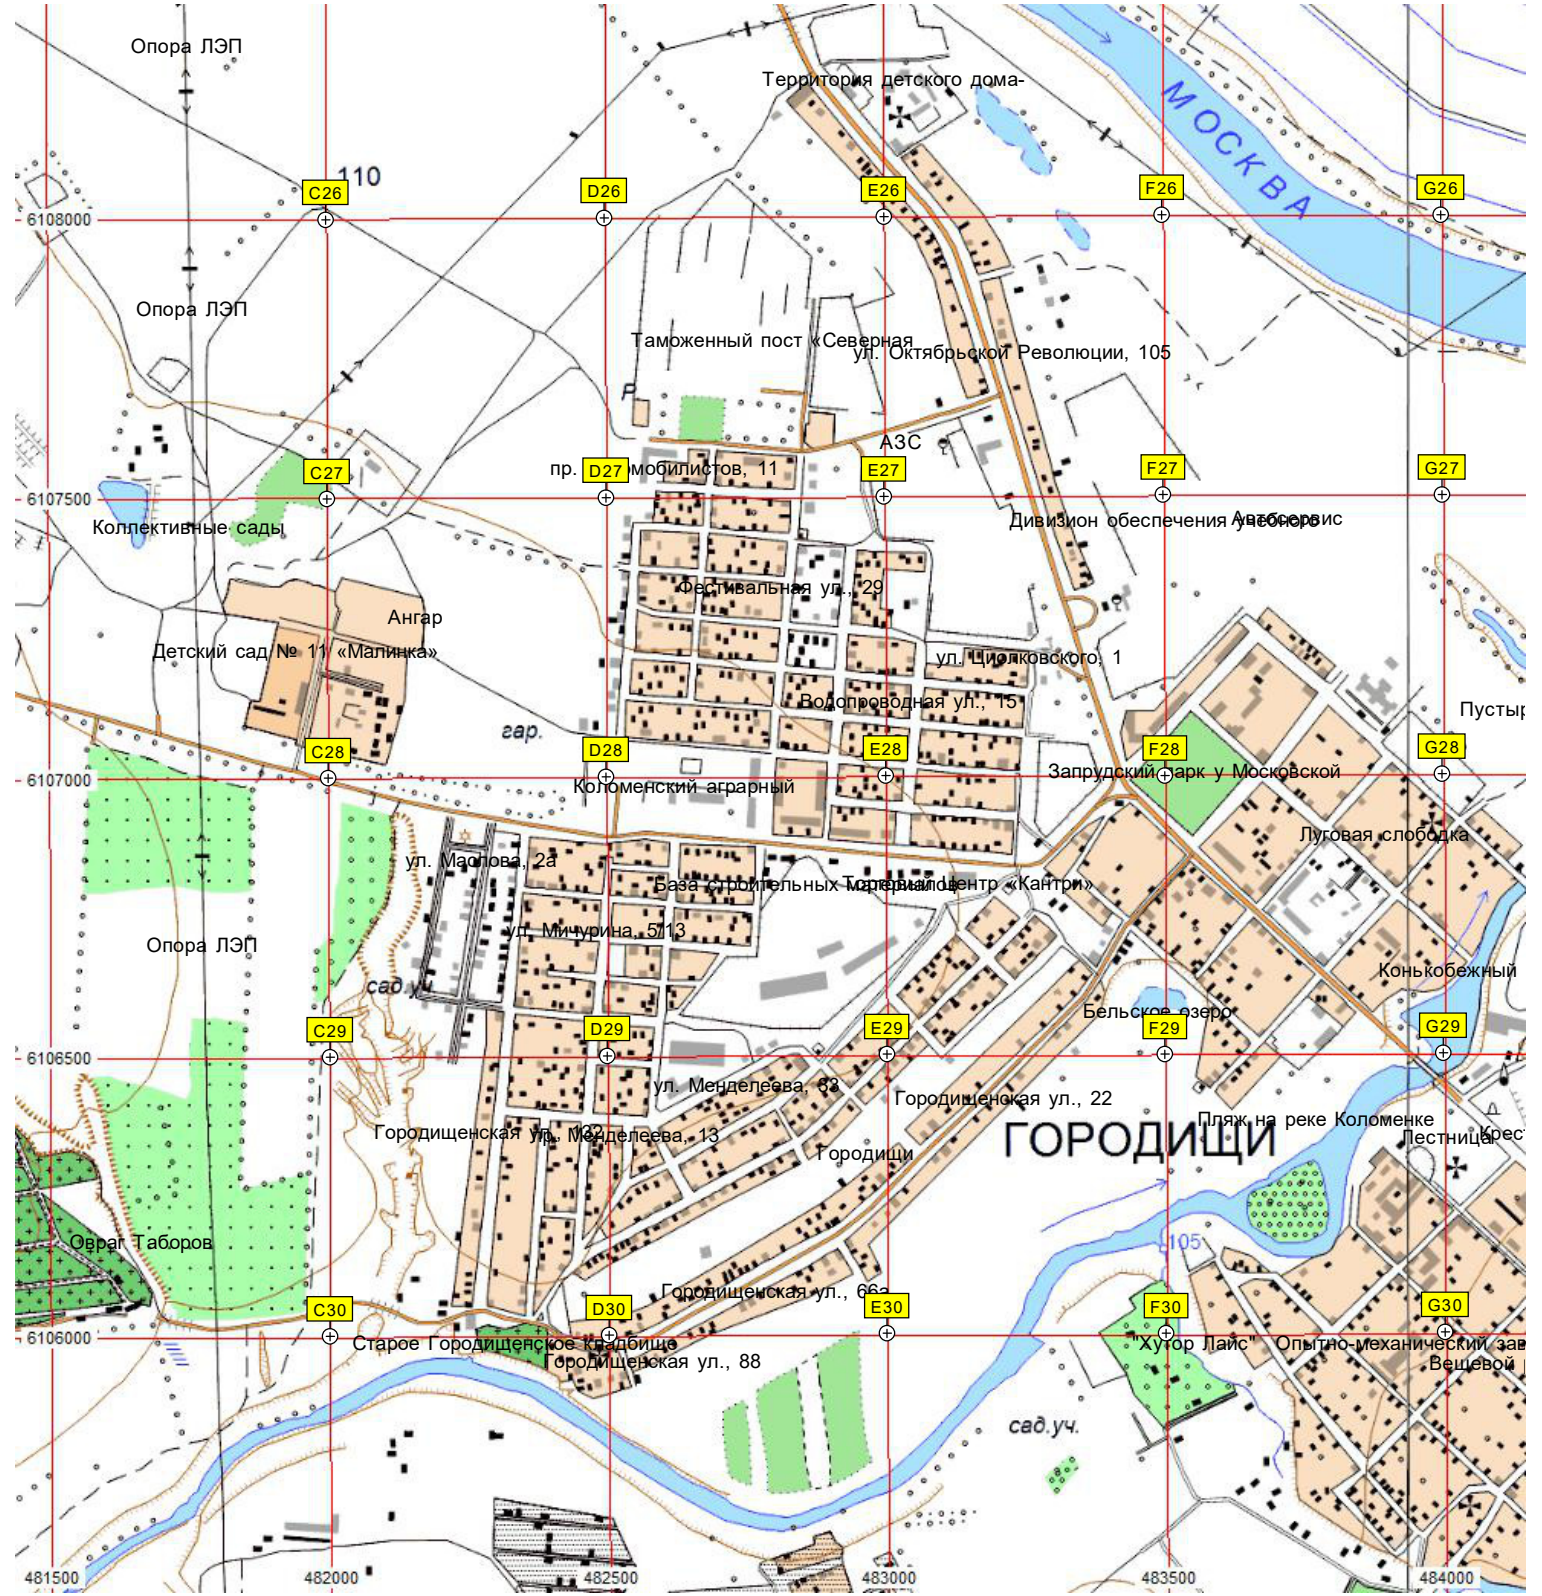 Опора ЛЭП
Территория детского дома-
МОСКВА
110
C26
D26
E26
F26
G26
6108000
Опора ЛЭП
Таможенный пост «Северная
ул. Октябрьской Революции, 105
Р
АЗС
C27
пр.
D27
мобилистов, 11
E27
F27
G27
6107500
Коллективные сады
Дивизион обеспечения учебного
Автосервис
Фестивальная ул., 29
Ангар
Детский сад № 11 «Малинка»
ул. Циолковского, 1
Водопроводная ул., 15
Пустыр
гар.
C28
D28
E28
F28
G28
6107000
Коломенский аграрный
Запрудский парк у Московской
Луговая слободка
ул. Маслова, 2а
База строительных материалов
Торговый Центр «Кантри»
ул. Мичурина, 5/13
Опора ЛЭП
Конькобежный
сад.уч.
Бельское озеро
C29
D29
E29
F29
G29
6106500
ул. Менделеева, 33
Городищенская ул., 22
Пляж на реке Коломенке
Городищенская ул., 132
пр. Менделеева, 13
Городищи
ГОРОДИЩИ
Лестница
Крест
Овраг Таборов
105
Городищенская ул., 66а
C30
D30
E30
F30
G30
6106000
Старое Городищенское кладбище
"Хутор Лайс"
Опытно-механический зав
Городищенская ул., 88
Вещевой
сад.уч.
481500
482000
482500
483000
483500
484000